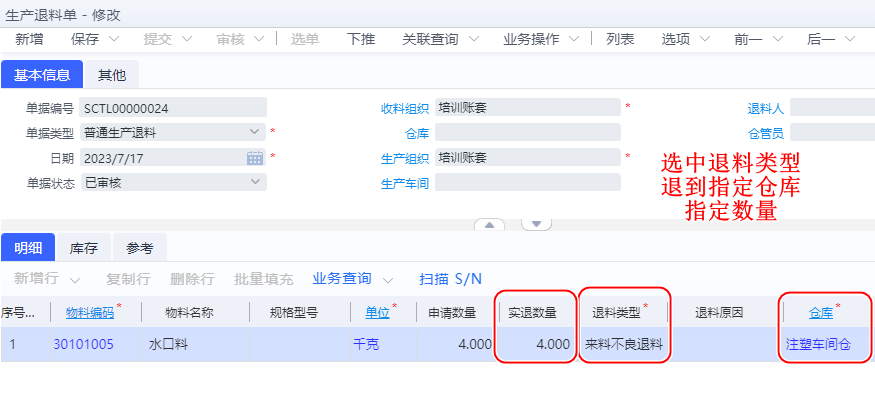 生产退料单 - 修改
新增 保存 提交 审核 选单 下推 关联查询 业务操作 列表 选项 前一 后一
基本信息 其他
单据编号 SCTL00000024 收料组织 培训账套 * 退料人
单据类型 普通生产退料 * 仓库 仓管员
日期 2023/7/17 * 生产组织 培训账套 *
单据状态 已审核 生产车间
选中退料类型
退到指定仓库
指定数量
明细 库存 参考
新增行 复制行 删除行 批量填充 业务查询 扫描 S/N
序号... 物料编码* 物料名称 规格型号 单位* 申请数量 实退数量 退料类型* 退料原因 仓库*
1 30101005 水口料 千克 4.000 4.000 来料不良退料 注塑车间仓